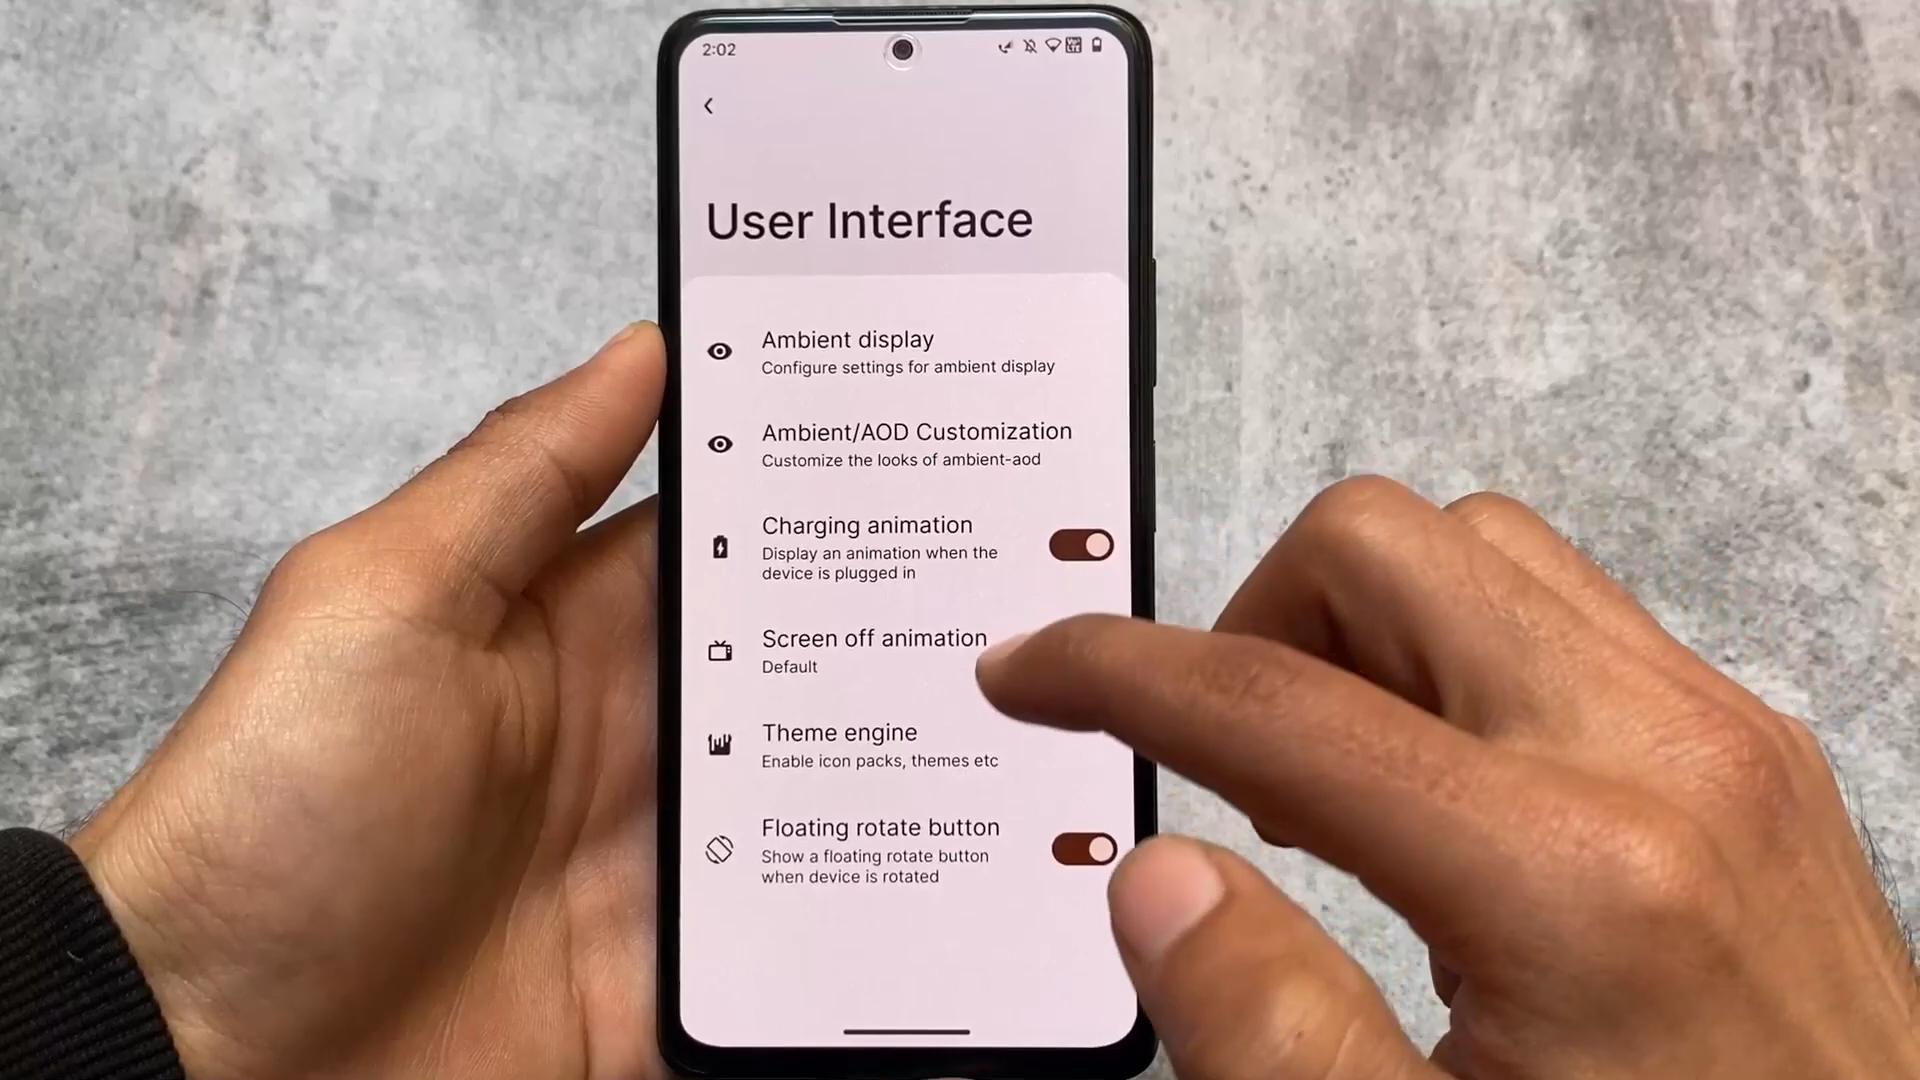 2:02
User Interface
Ambient display
Configure settings for ambient display
Ambient/AOD Customization
Customize the looks of ambient-aod
Charging animation
Display an animation when the
device is plugged in
Screen off animation
Default
Theme engine
Enable icon packs, themes etc
Floating rotate button
Show a floating rotate button
when device is rotated